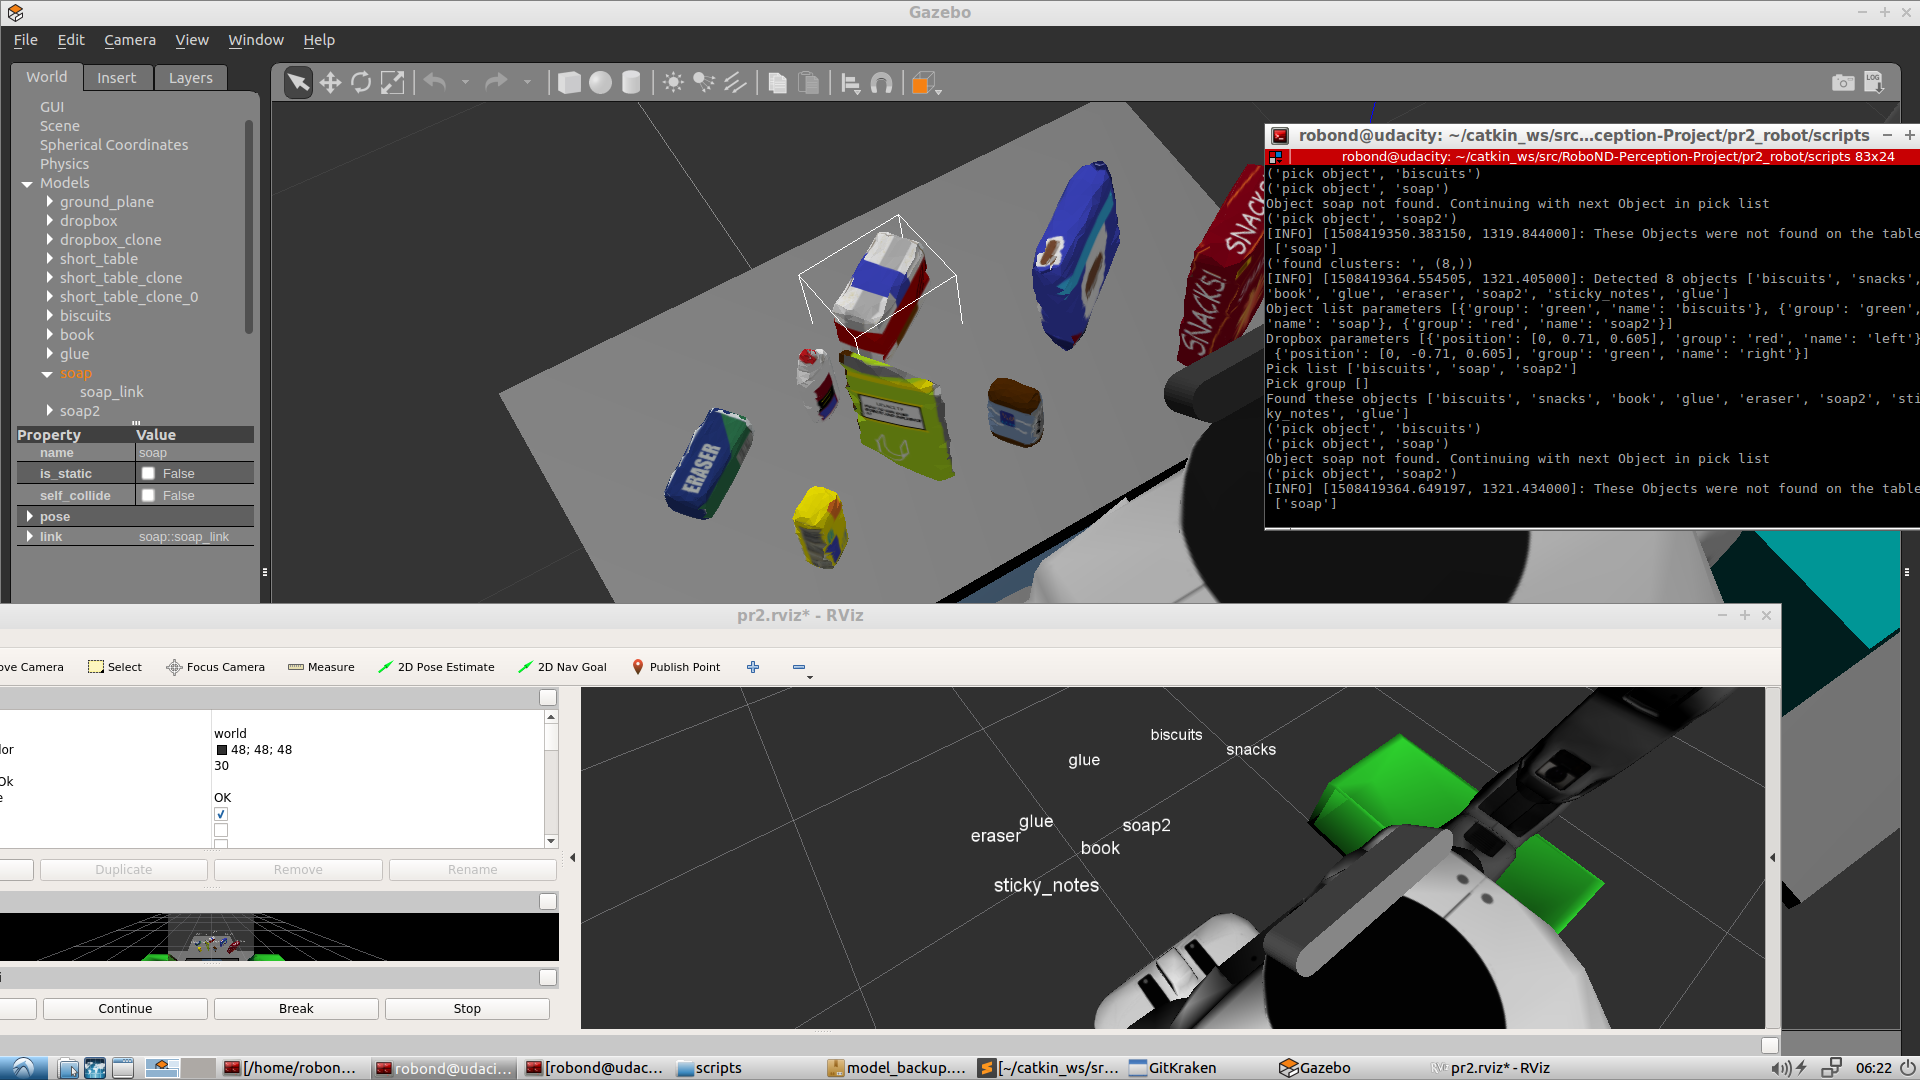 Gazebo
File Edit Camera View Window Help
World Insert Layers
GUI
Scene
Spherical Coordinates
Physics
Models
ground_plane
dropbox
dropbox_clone
short_table
short_table_clone
short_table_clone_0
biscuits
book
glue
soap
soap_link
soap2
Property Value
name soap
is_static False
self_collide False
pose
link soap::soap_link
LOG
SNACKS!
SNACKS!
ERASER
robond@udacity: ~/catkin_ws/src...ception-Project/pr2_robot/scripts
robond@udacity: ~/catkin_ws/src/RoboND-Perception-Project/pr2_robot/scripts 83x24
('pick object', 'biscuits')
('pick object', 'soap')
Object soap not found. Continuing with next Object in pick list
('pick object', 'soap2')
[INFO] [1508419350.383150, 1319.844000]: These Objects were not found on the table
['soap']
('found clusters: ', (8,))
[INFO] [1508419364.554505, 1321.405000]: Detected 8 objects ['biscuits', 'snacks',
'book', 'glue', 'eraser', 'soap2', 'sticky_notes', 'glue']
Object list parameters [{'group': 'green', 'name': 'biscuits'}, {'group': 'green',
'name': 'soap'}, {'group': 'red', 'name': 'soap2'}]
Dropbox parameters [{'position': [0, 0.71, 0.605], 'group': 'red', 'name': 'left'}
{'position': [0, -0.71, 0.605], 'group': 'green', 'name': 'right'}]
Pick list ['biscuits', 'soap', 'soap2']
Pick group []
Found these objects ['biscuits', 'snacks', 'book', 'glue', 'eraser', 'soap2', 'sti
ky_notes', 'glue']
('pick object', 'biscuits')
('pick object', 'soap')
Object soap not found. Continuing with next Object in pick list
('pick object', 'soap2')
[INFO] [1508419364.649197, 1321.434000]: These Objects were not found on the table
['soap']
pr2.rviz* - RViz
ove Camera Select Focus Camera Measure 2D Pose Estimate 2D Nav Goal Publish Point
world
lor 48; 48; 48
30
Ok
e OK
Duplicate Remove Rename
i
Continue Break Stop
biscuits
snacks
glue
glue
soap2
eraser
book
sticky_notes
[/home/robon... robond@udaci... [robond@udac... scripts model_backup.... [~/catkin_ws/sr... GitKraken Gazebo pr2.rviz* - RViz 06:22